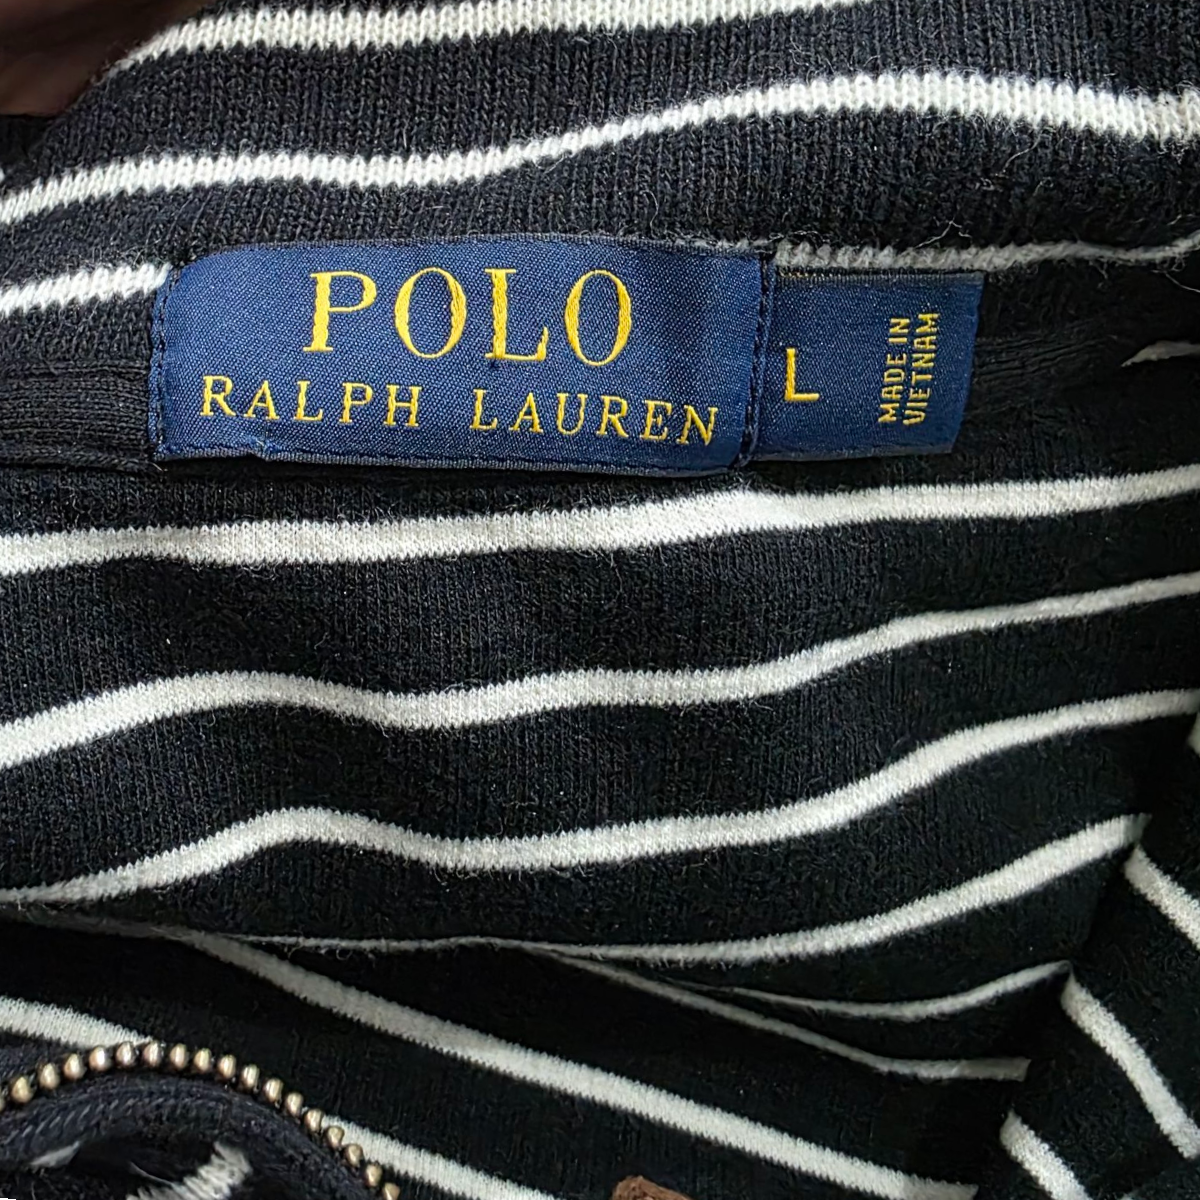 POLO
RALPH LAUREN
L
MADE IN
VIETNAM